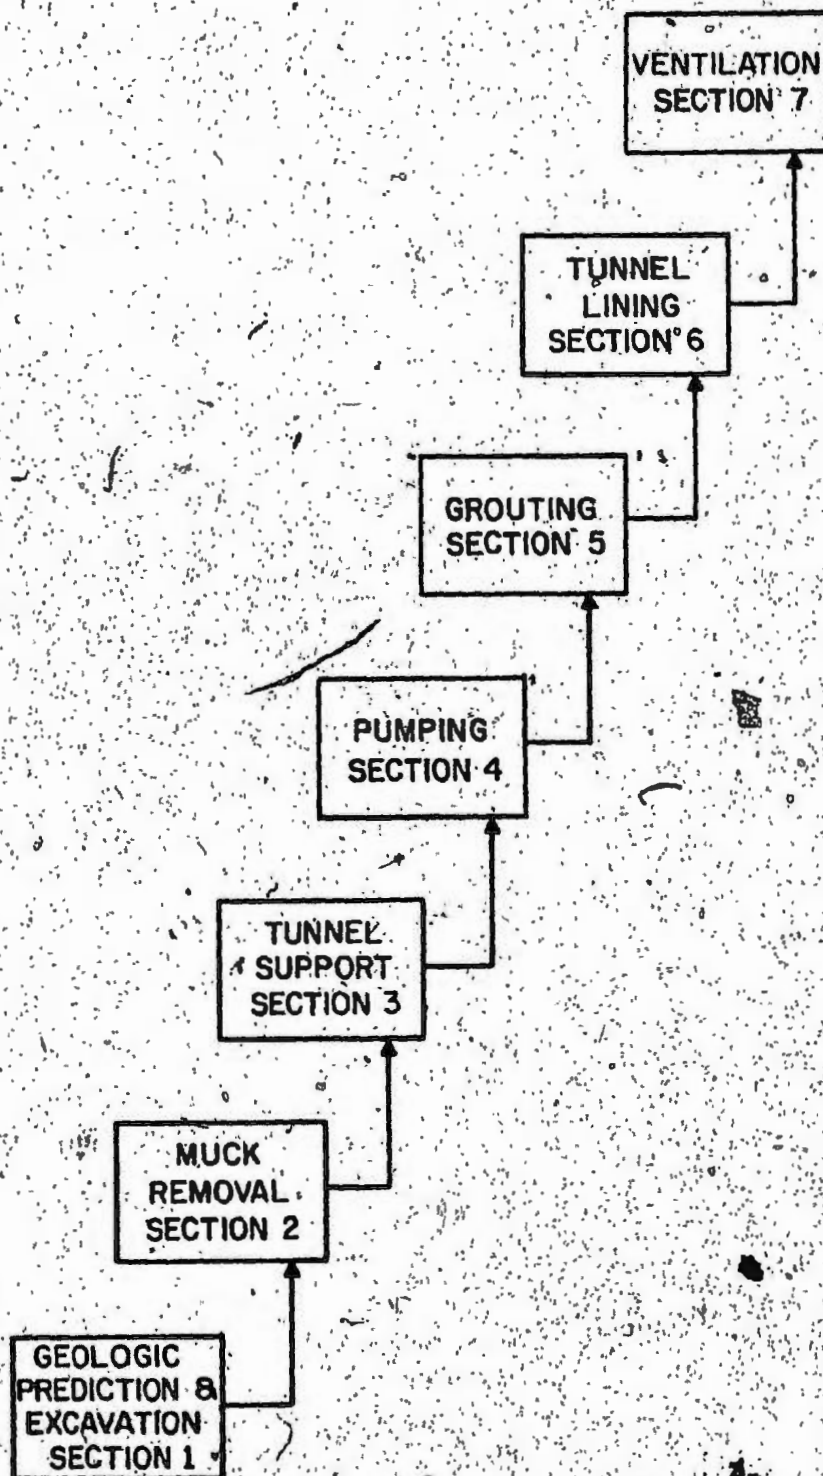 VENTILATION
SECTION 7
TUNNEL
LINING
SECTION 6
GROUTING
SECTION 5
PUMPING
SECTION 4
TUNNEL
SUPPORT
SECTION 3
MUCK
REMOVAL
SECTION 2
GEOLOGIC
PREDICTION &
EXCAVATION
SECTION 1